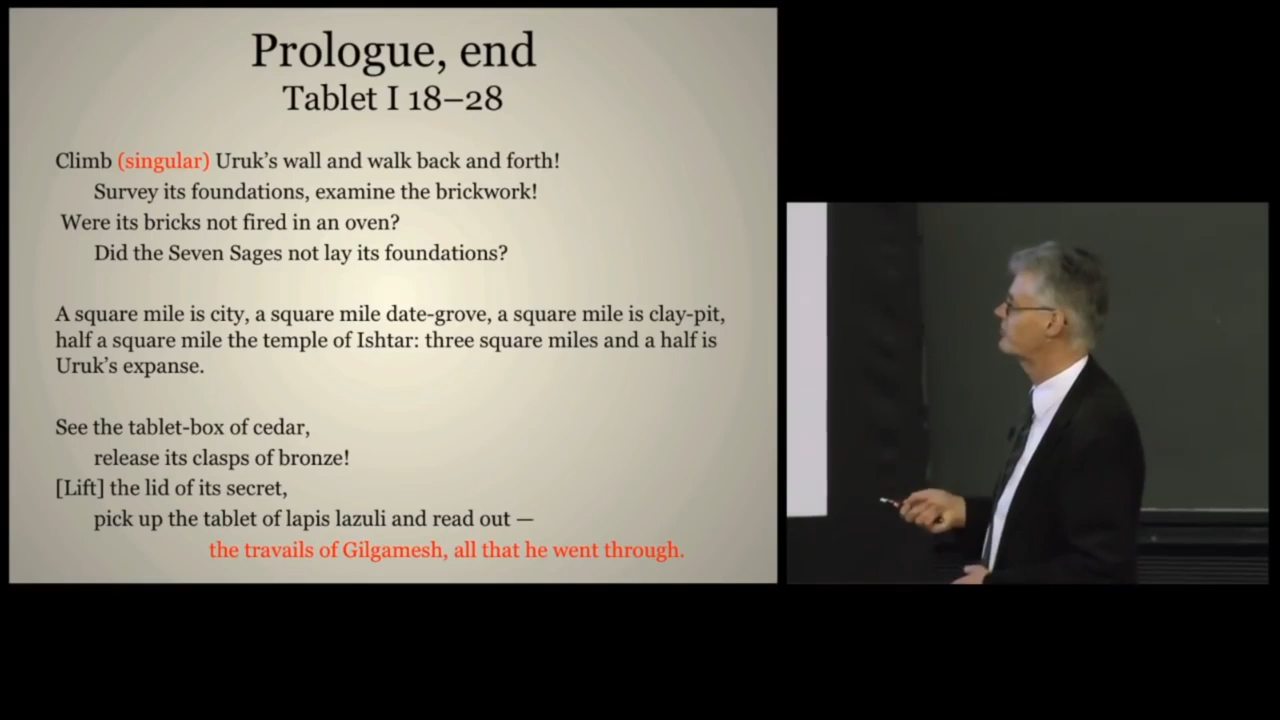 Prologue, end
Tablet I 18–28
Climb (singular) Uruk’s wall and walk back and forth!
Survey its foundations, examine the brickwork!
Were its bricks not fired in an oven?
Did the Seven Sages not lay its foundations?
A square mile is city, a square mile date-grove, a square mile is clay-pit,
half a square mile the temple of Ishtar: three square miles and a half is
Uruk’s expanse.
See the tablet-box of cedar,
release its clasps of bronze!
[Lift] the lid of its secret,
pick up the tablet of lapis lazuli and read out —
the travails of Gilgamesh, all that he went through.